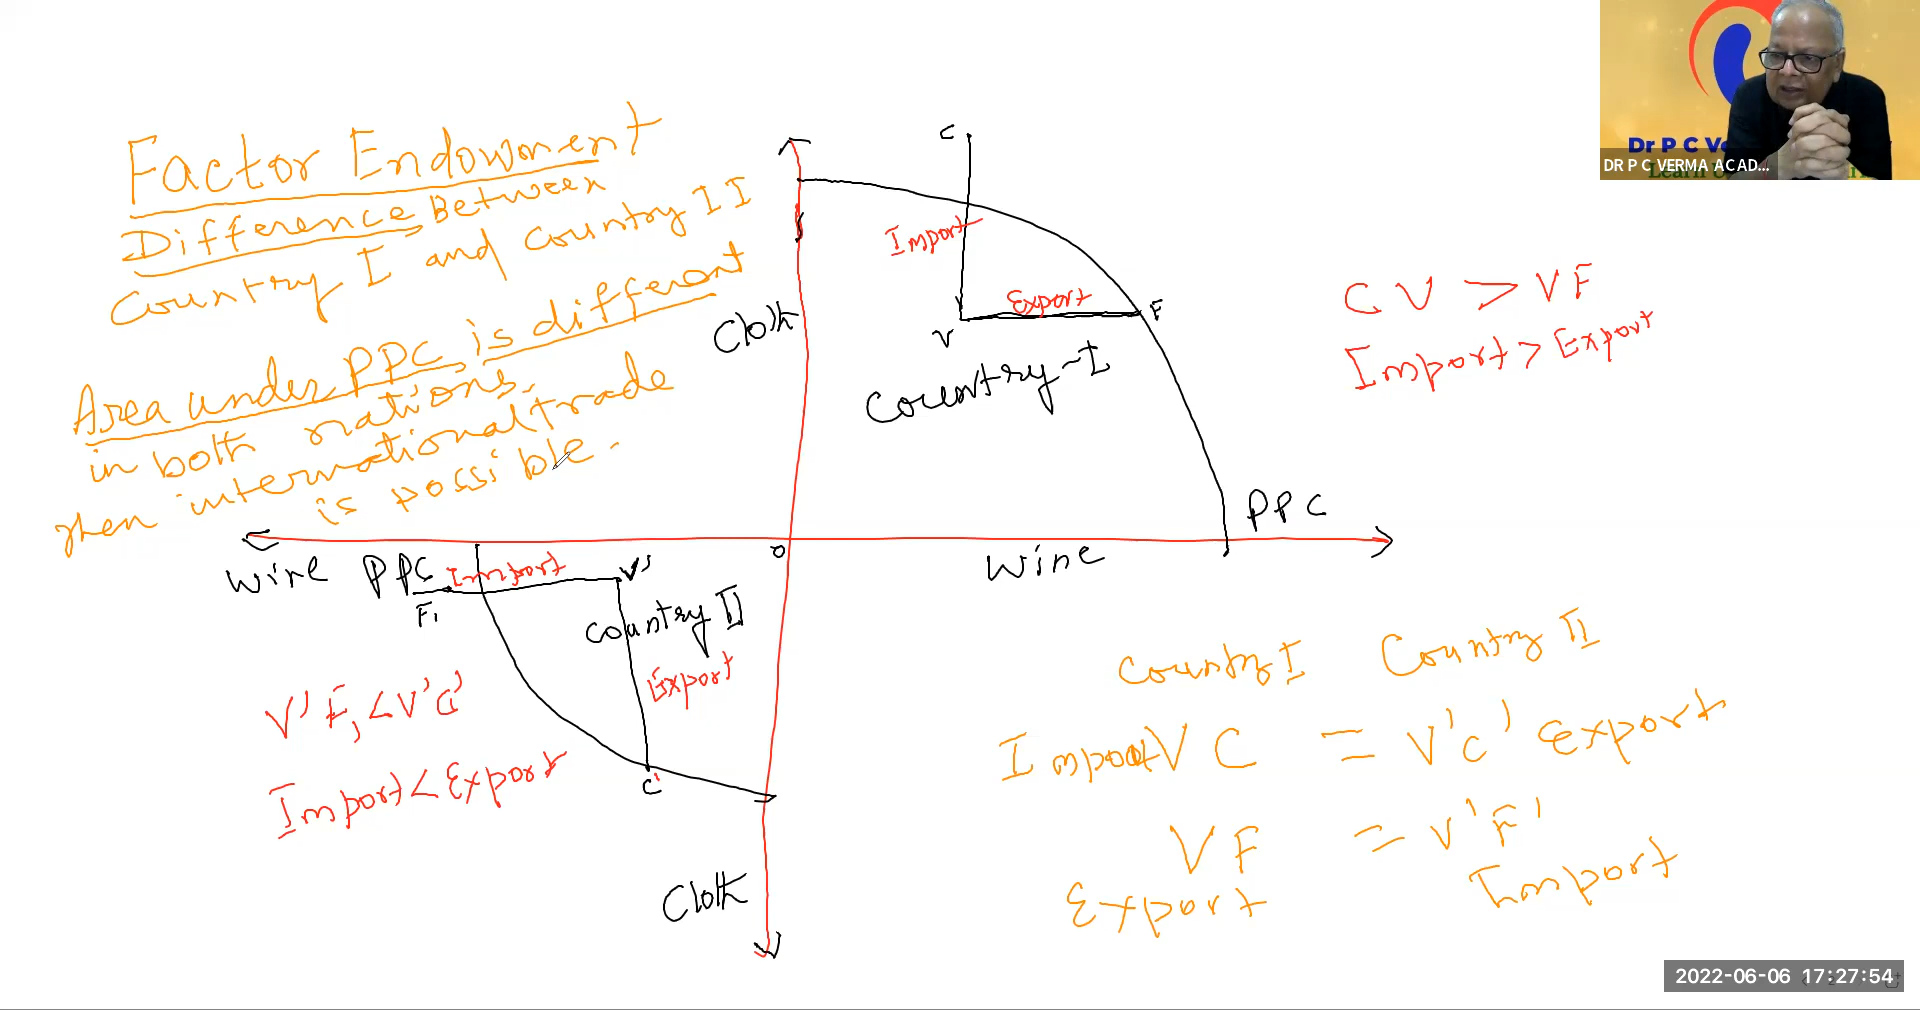 Factor Endowment
Difference Between
Country I and Country II
Area under PPC is different
in both nations,
then international trade
is possible.
Cloth
C
Import
Export
V
F
Country-I
PPC
Wine
O
CV > VF
Import > Export
Wine
PPC
Import
V'
F1
Country II
Export
C'
Cloth
V'F1 < V'C'
Import < Export
Country I Country II
Import VC = V'C' Export
VF = V'F'
Export Import
Dr P C Ve
DR P C VERMA ACAD...
2022-06-06 17:27:54